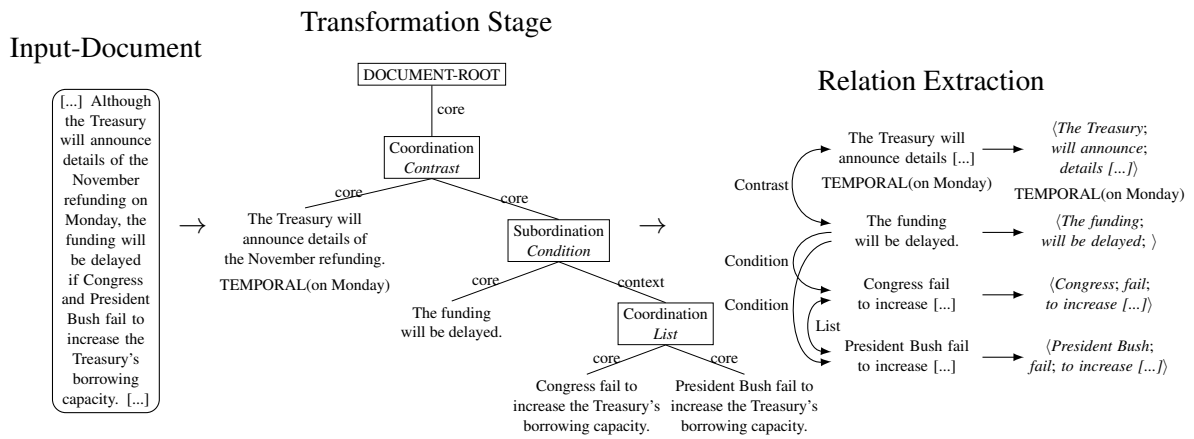 Input-Document
[...] Although
the Treasury
will announce
details of the
November
refunding on
Monday, the
funding will
be delayed
if Congress
and President
Bush fail to
increase the
Treasury's
borrowing
capacity. [...]
Transformation Stage
DOCUMENT-ROOT
core
Coordination
Contrast
core
core
The Treasury will
announce details of
the November refunding.
TEMPORAL(on Monday)
Subordination
Condition
core
context
The funding
will be delayed.
Coordination
List
core
core
Congress fail to
increase the Treasury's
borrowing capacity.
President Bush fail to
increase the Treasury's
borrowing capacity.
Relation Extraction
Contrast
Condition
Condition
List
The Treasury will
announce details [...]
TEMPORAL(on Monday)
⟨The Treasury;
will announce;
details [...]⟩
TEMPORAL(on Monday)
The funding
will be delayed.
⟨The funding;
will be delayed; ⟩
Congress fail
to increase [...]
⟨Congress; fail;
to increase [...]⟩
President Bush fail
to increase [...]
⟨President Bush;
fail; to increase [...]⟩